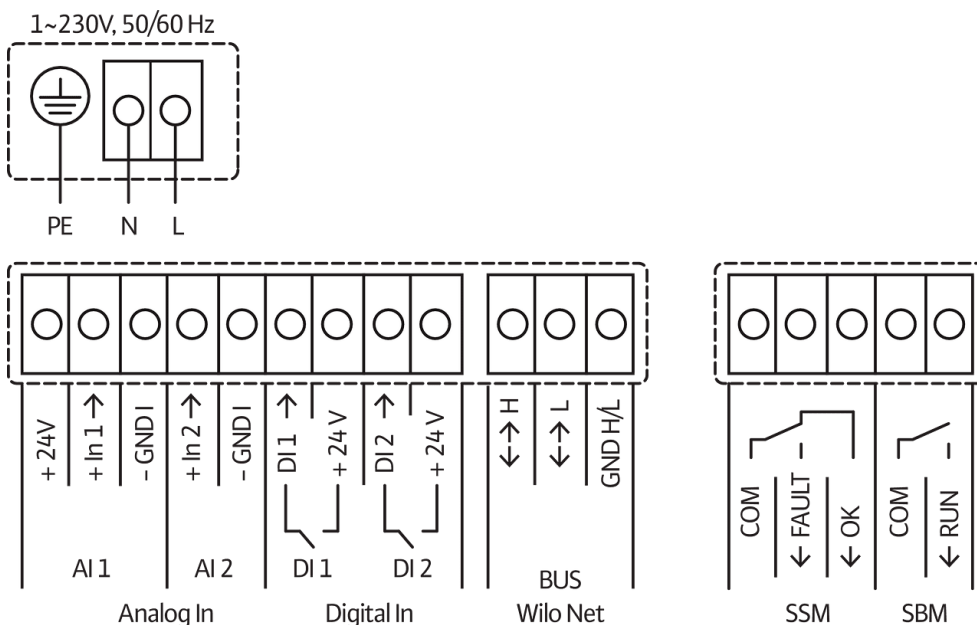 1~230V, 50/60 Hz
PE N L
+ 24V
+ In 1 →
- GND I
+ In 2 →
- GND I
DI 1 →
+ 24 V
DI 2 →
+ 24 V
↔ H
↔ L
GND H/L
COM
← FAULT
← OK
COM
← RUN
AI 1 AI 2 DI 1 DI 2 BUS
Analog In Digital In Wilo Net SSM SBM